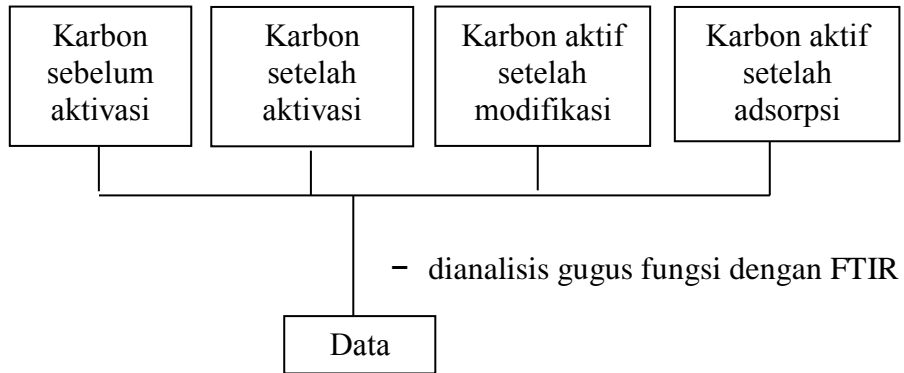 Karbon
sebelum
aktivasi
Karbon
setelah
aktivasi
Karbon aktif
setelah
modifikasi
Karbon aktif
setelah
adsorpsi
– dianalisis gugus fungsi dengan FTIR
Data